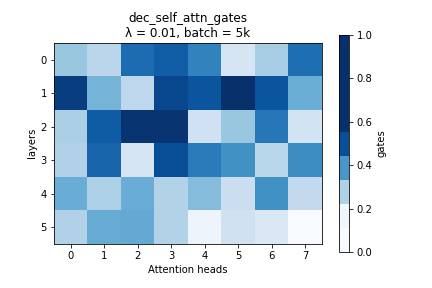 dec_self_attn_gates
λ = 0.01, batch = 5k
layers
0
1
2
3
4
5
0 1 2 3 4 5 6 7
Attention heads
1.0
0.8
0.6
0.4
0.2
0.0
gates